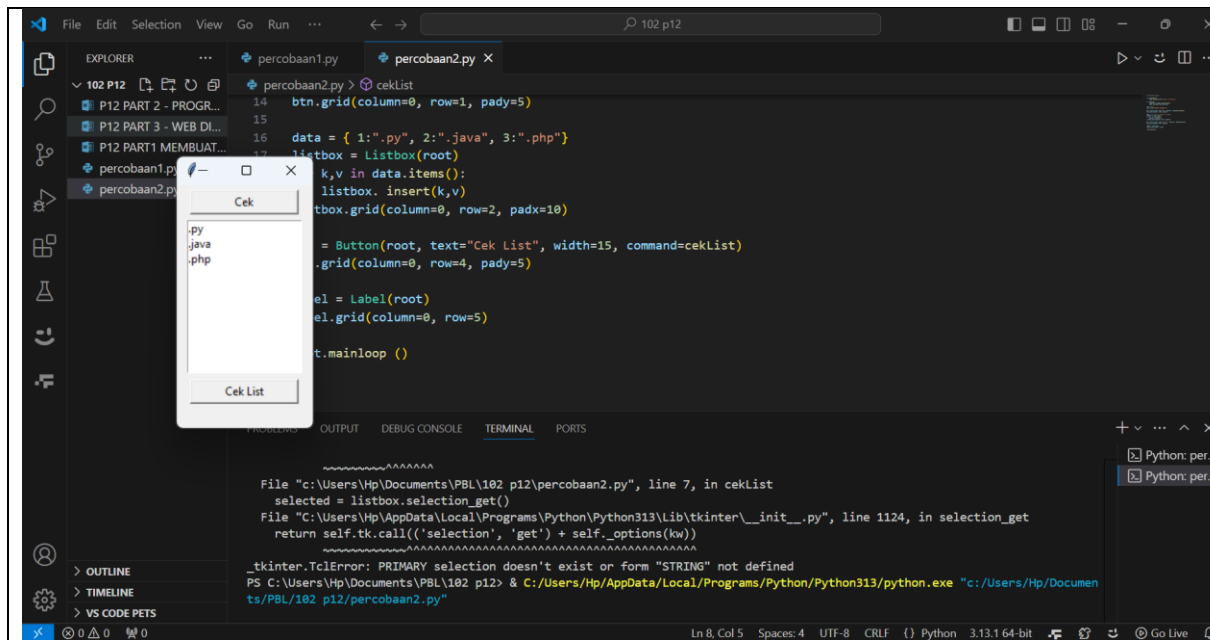 File Edit Selection View Go Run ... 102 p12
EXPLORER ... percobaan1.py percobaan2.py
102 P12
percobaan2.py > cekList
P12 PART 2 - PROGR...
P12 PART 3 - WEB DI...
P12 PART1 MEMBUAT...
percobaan1.py
percobaan2.py
14 btn.grid(column=0, row=1, pady=5)
15
16 data = { 1:".py", 2:".java", 3:".php"}
17 listbox = Listbox(root)
k,v in data.items():
listbox. insert(k,v)
tbox.grid(column=0, row=2, padx=10)
= Button(root, text="Cek List", width=15, command=cekList)
.grid(column=0, row=4, pady=5)
el = Label(root)
el.grid(column=0, row=5)
t.mainloop ()
Cek
.py
.java
.php
Cek List
PROBLEMS OUTPUT DEBUG CONSOLE TERMINAL PORTS
~~~~~~~~~~^^^^^^^
File "c:\Users\Hp\Documents\PBL\102 p12\percobaan2.py", line 7, in cekList
selected = listbox.selection_get()
File "C:\Users\Hp\AppData\Local\Programs\Python\Python313\Lib\tkinter\__init__.py", line 1124, in selection_get
return self.tk.call(('selection', 'get') + self._options(kw))
~~~~~~~~~~~~^^^^^^^^^^^^^^^^^^^^^^^^^^^^^^^^^^^^^^^^^^
_tkinter.TclError: PRIMARY selection doesn't exist or form "STRING" not defined
PS C:\Users\Hp\Documents\PBL\102 p12> & C:/Users/Hp/AppData/Local/Programs/Python/Python313/python.exe "c:/Users/Hp/Documen
ts/PBL/102 p12/percobaan2.py"
Python: per...
Python: per...
OUTLINE
TIMELINE
VS CODE PETS
0 0 0 Ln 8, Col 5 Spaces: 4 UTF-8 CRLF {} Python 3.13.1 64-bit Go Live